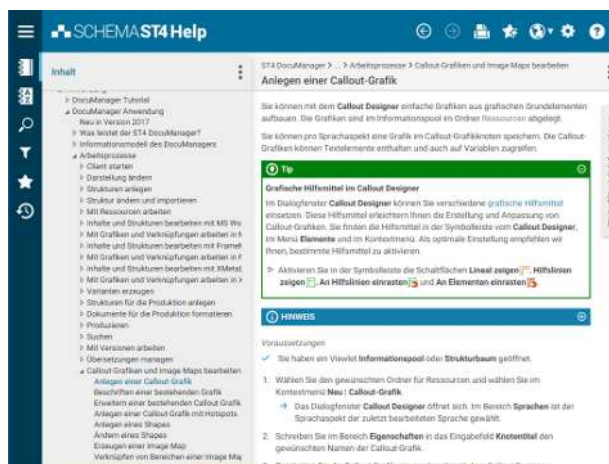 SCHEMA ST4 Help
Inhalt
DocuManager Tutorial
DocuManager Anwendung
Neu in Version 2017
Was leistet der ST4 DocuManager?
Informationsmodell des DocuManagers
Arbeitsprozesse
Client starten
Darstellung ändern
Strukturen anlegen
Struktur ändern und importieren
Mit Ressourcen arbeiten
Inhalte und Strukturen bearbeiten mit MS Wo
Mit Grafiken und Verknüpfungen arbeiten in
Inhalte und Strukturen bearbeiten mit Framef
Mit Grafiken und Verknüpfungen arbeiten in F
Inhalte und Strukturen bearbeiten mit XMetal
Mit Grafiken und Verknüpfungen arbeiten in
Varianten erzeugen
Strukturen für die Produktion anlegen
Dokumente für die Produktion formatieren
Produzieren
Suchen
Mit Versionen arbeiten
Übersetzungen managen
Callout-Grafiken und Image Maps bearbeiten
Anlegen einer Callout-Grafik
Beschriften einer bestehenden Grafik
Erweitern einer bestehenden Callout-Grafik
Anlegen einer Callout-Grafik mit Hotspots
Anlegen eines Shapes
Ändern eines Shapes
Erzeugen einer Image Map
Verknüpfen von Bereichen einer Image Map
ST4 DocuManager > ... > Arbeitsprozesse > Callout-Grafiken und Image Maps bearbeiten
Anlegen einer Callout-Grafik
Sie können mit dem Callout Designer einfache Grafiken aus grafischen Grundelementen
aufbauen. Die Grafiken sind im Informationspool im Ordner Ressourcen abgelegt.
Sie können pro Sprachaspekt eine Grafik im Callout-Grafikknoten speichern. Die Callout-
Grafiken können Textelemente enthalten und auch auf Variablen zugreifen.
Tip
Grafische Hilfsmittel im Callout Designer
Im Dialogfenster Callout Designer können Sie verschiedene grafische Hilfsmittel
einsetzen. Diese Hilfsmittel erleichtern Ihnen die Erstellung und Anpassung von
Callout-Grafiken. Sie finden die Hilfsmittel in der Symbolleiste vom Callout Designer,
im Menü Elemente und im Kontextmenü. Als optimale Einstellung empfehlen wir
Ihnen, bestimmte Hilfsmittel zu aktivieren.
Aktivieren Sie in der Symbolleiste die Schaltflächen Lineal zeigen, Hilfslinien
zeigen, An Hilfslinien einrasten und An Elementen einrasten.
HINWEIS
Voraussetzungen
Sie haben ein Viewlet Informationspool oder Strukturbaum geöffnet.
1. Wählen Sie den gewünschten Ordner für Ressourcen und wählen Sie im
Kontextmenü Neu | Callout-Grafik.
Das Dialogfenster Callout Designer öffnet sich. Im Bereich Sprachen ist der
Sprachaspekt der zuletzt bearbeiteten Sprache gewählt.
2. Schreiben Sie im Bereich Eigenschaften in das Eingabefeld Knotentitel den
gewünschten Namen der Callout-Grafik.